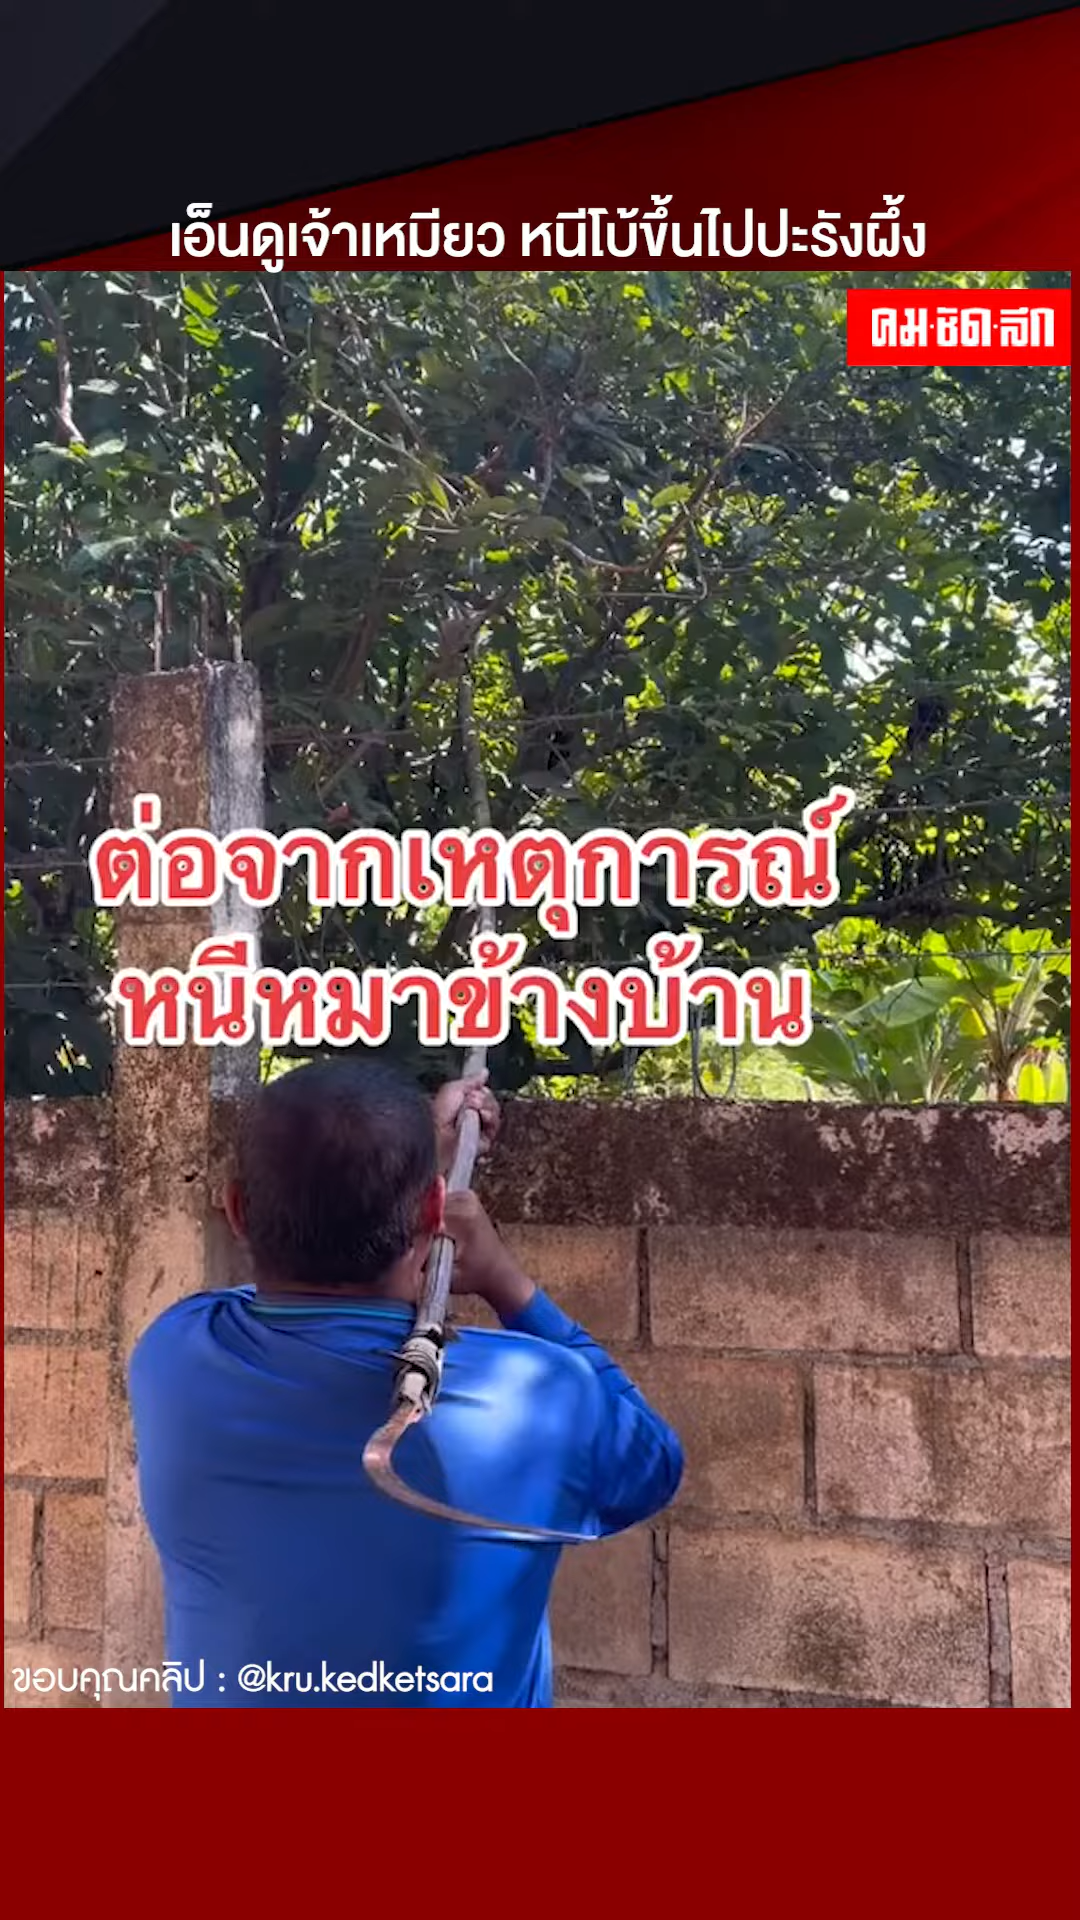 เอ็นดูเจ้าเหมียว หนีโบ้ขึ้นไปปะรังผึ้ง
คม·ชัด·ลึก
ต่อจากเหตุการณ์
หนีหมาข้างบ้าน
ขอบคุณคลิป : @kru.kedketsara